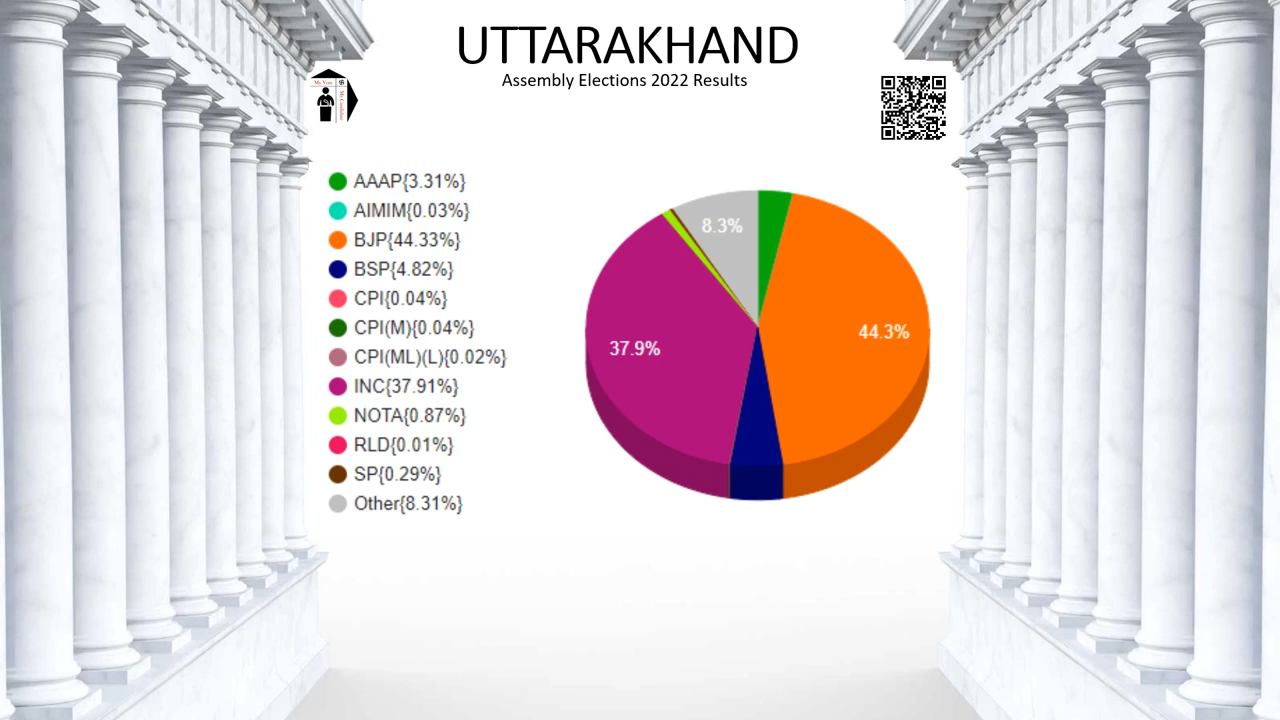 UTTARAKHAND
Assembly Elections 2022 Results
My Vote
AAAP{3.31%}
AIMIM{0.03%}
BJP{44.33%}
BSP{4.82%}
CPI{0.04%}
CPI(M){0.04%}
CPI(ML)(L){0.02%}
INC{37.91%}
NOTA{0.87%}
RLD{0.01%}
SP{0.29%}
Other{8.31%}
8.3%
44.3%
37.9%